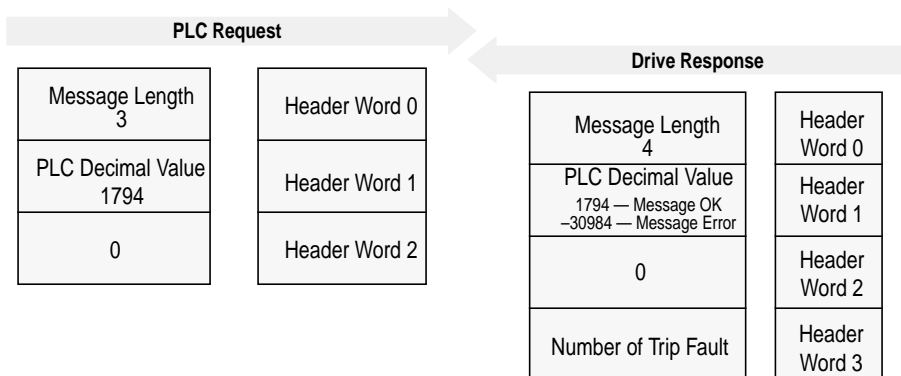 PLC Request
Message Length
3
Header Word 0
PLC Decimal Value
1794
Header Word 1
0
Header Word 2
Drive Response
Message Length
4
Header
Word 0
PLC Decimal Value
1794 — Message OK
–30984 — Message Error
Header
Word 1
0
Header
Word 2
Number of Trip Fault
Header
Word 3